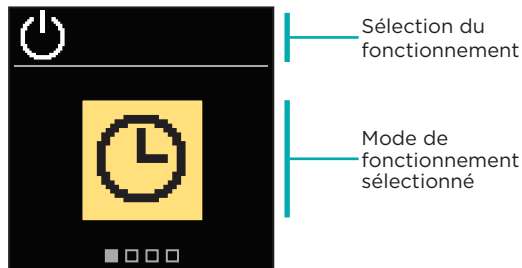 Sélection du
fonctionnement
Mode de
fonctionnement
sélectionné